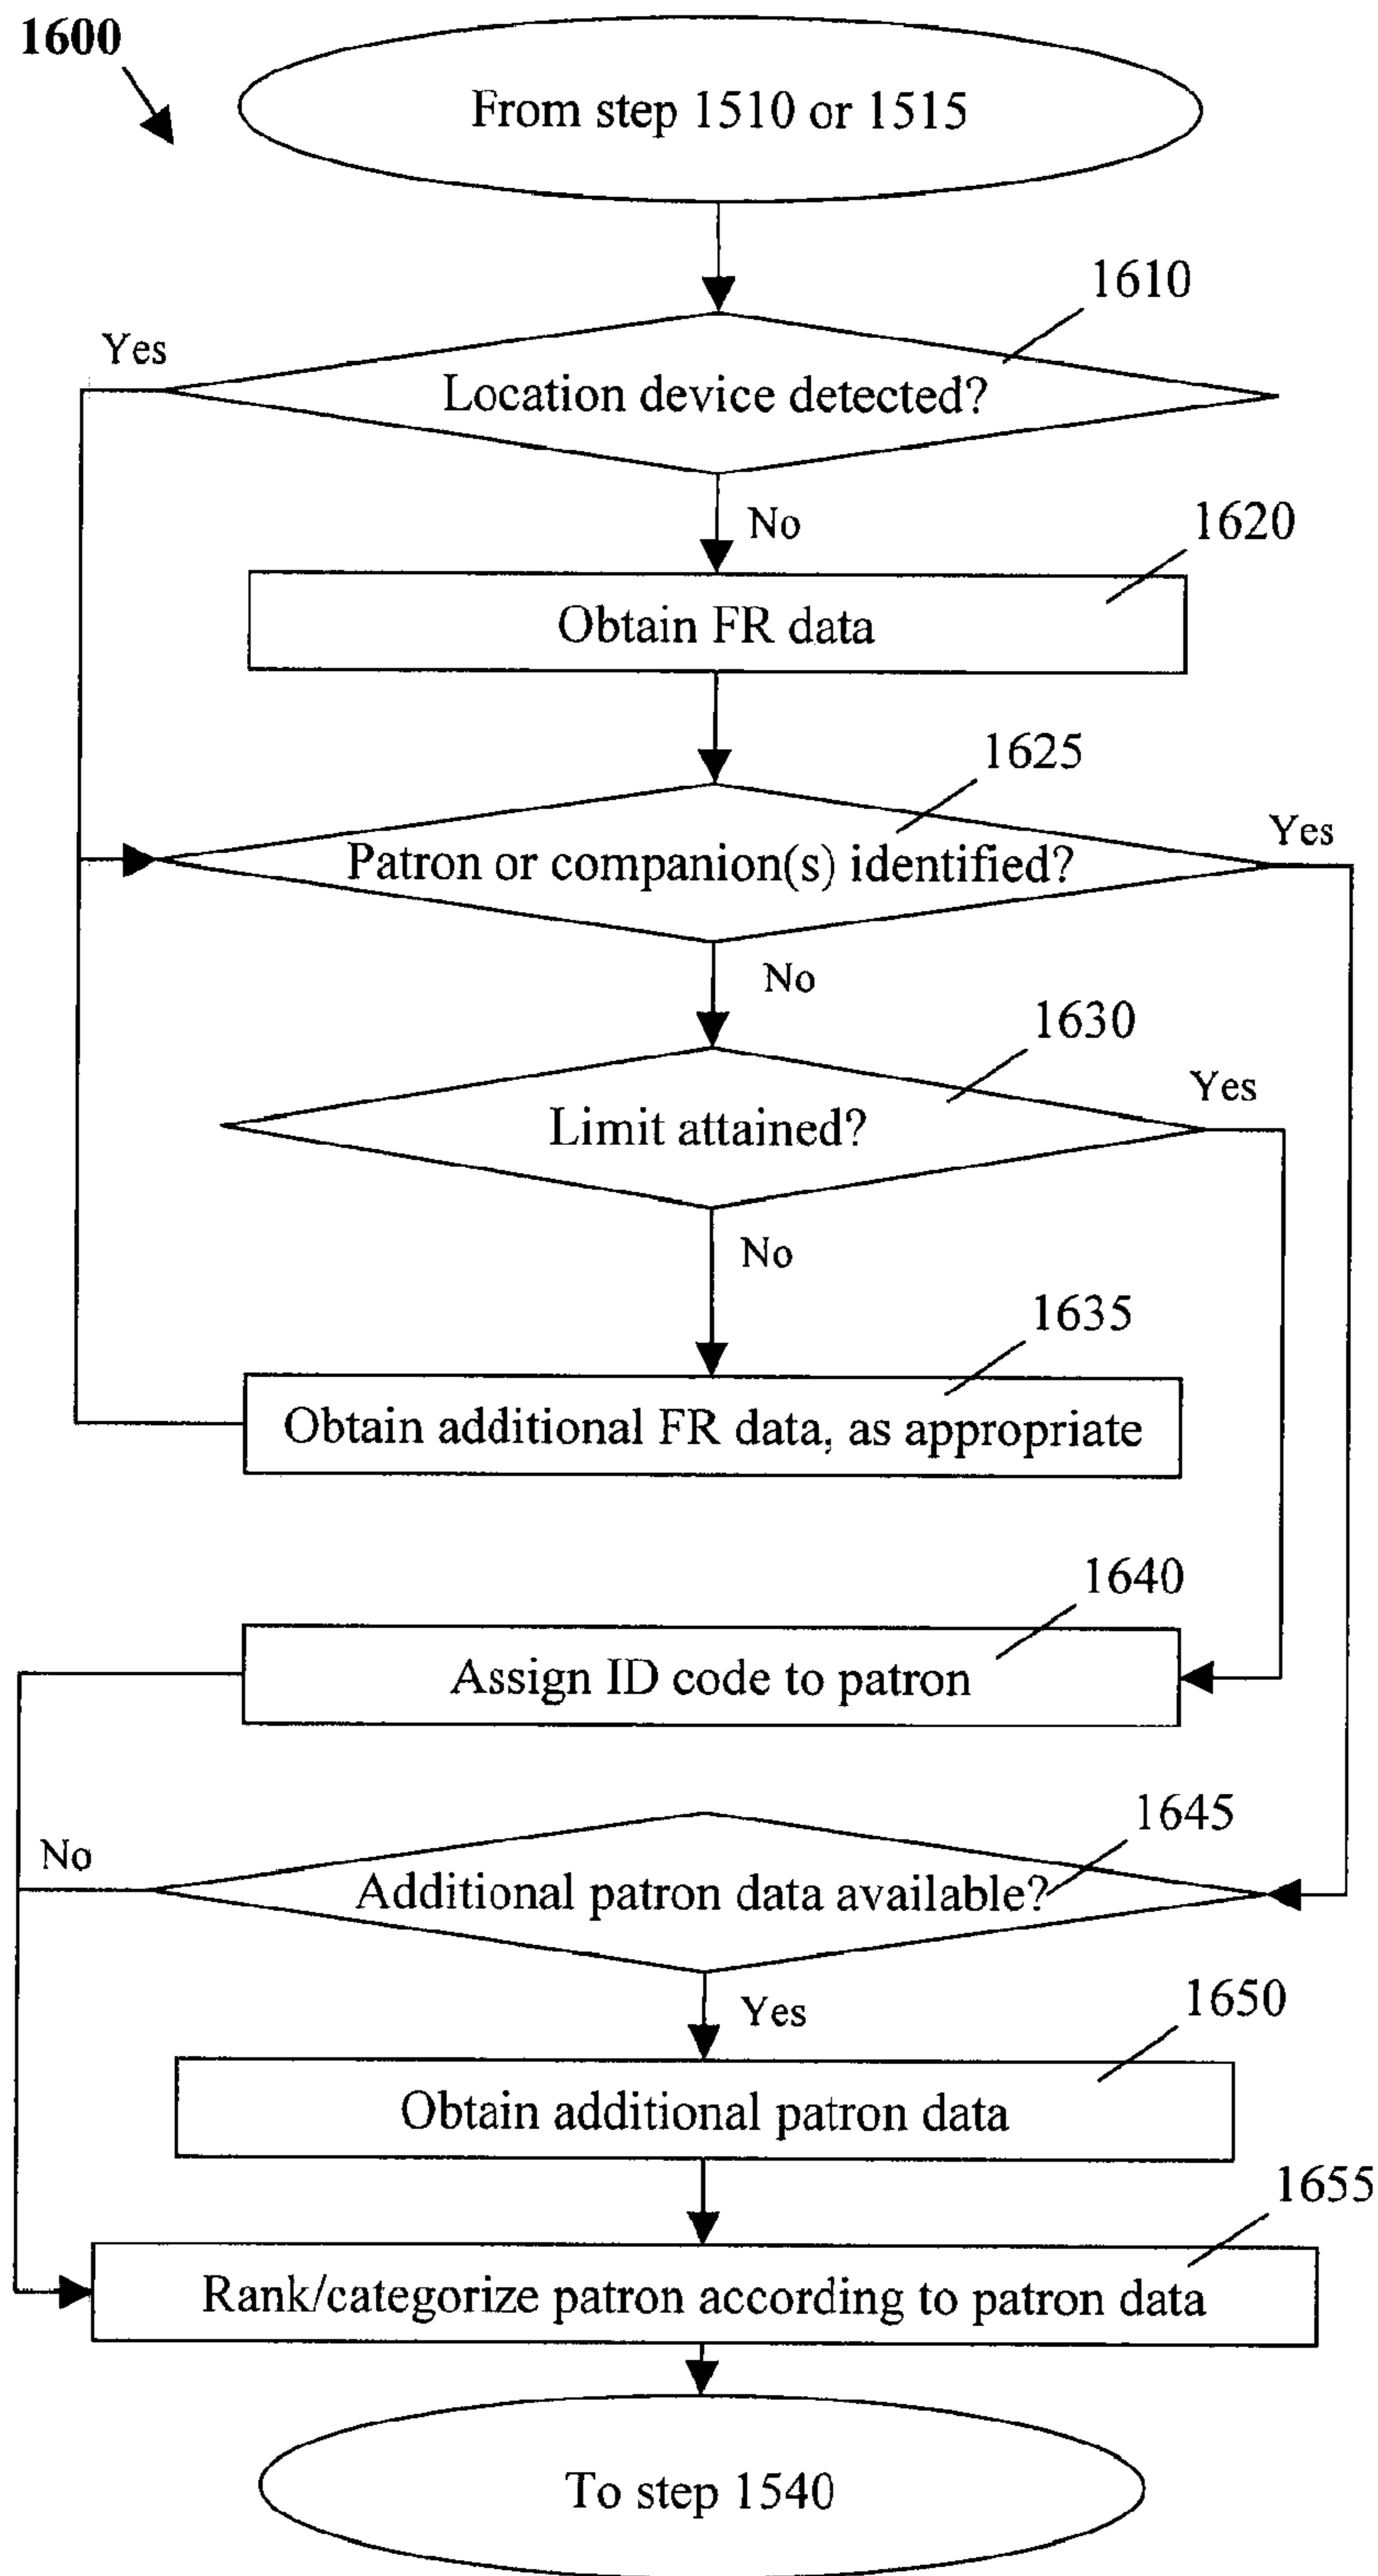 1600
From step 1510 or 1515
1610
Yes
Location device detected?
No
1620
Obtain FR data
1625
Yes
Patron or companion(s) identified?
No
1630
Yes
Limit attained?
No
1635
Obtain additional FR data, as appropriate
1640
Assign ID code to patron
1645
No
Additional patron data available?
Yes
1650
Obtain additional patron data
1655
Rank/categorize patron according to patron data
To step 1540